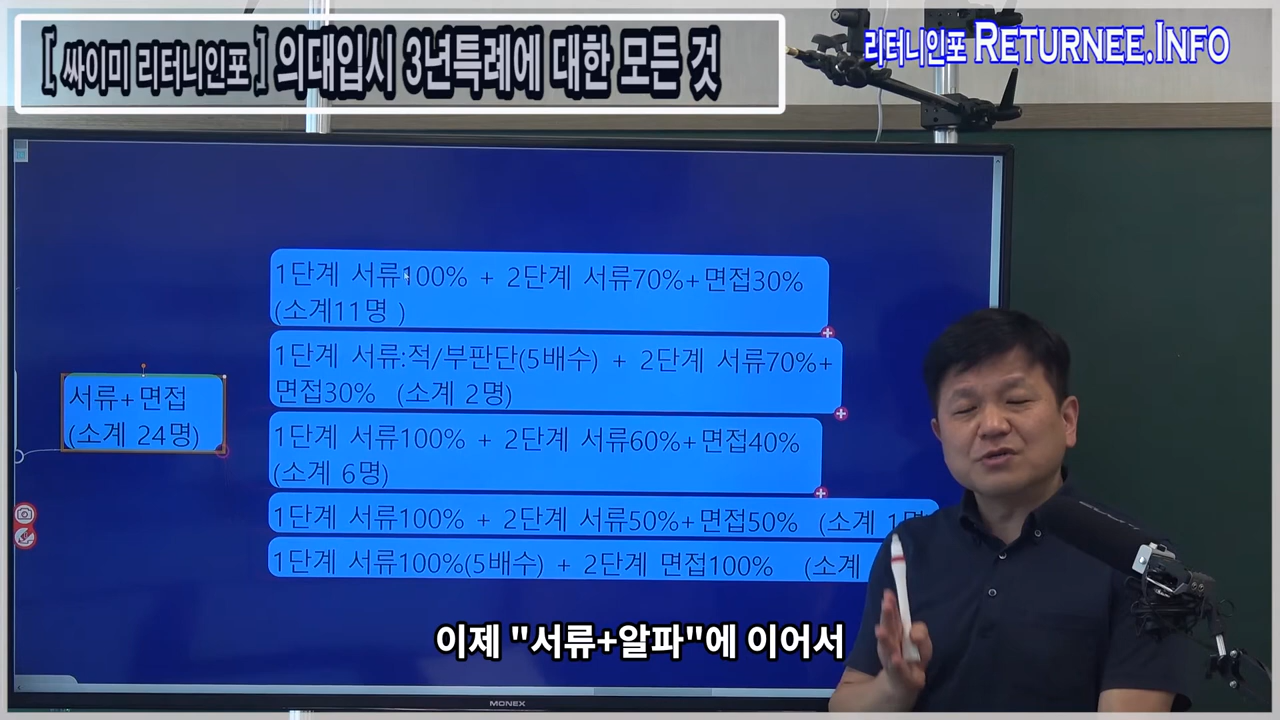 [ 싸이미 리터니인포 ] 의대입시 3년특례에 대한 모든 것
리터니인포 RETURNEE.INFO
1단계 서류100% + 2단계 서류70%+면접30%
(소계11명 )
1단계 서류:적/부판단(5배수) + 2단계 서류70%+
면접30% (소계 2명)
서류+면접
(소계 24명)
1단계 서류100% + 2단계 서류60%+면접40%
(소계 6명)
1단계 서류100% + 2단계 서류50%+면접50% (소계 1명
1단계 서류100%(5배수) + 2단계 면접100% (소계
이제 "서류+알파"에 이어서
MONEX